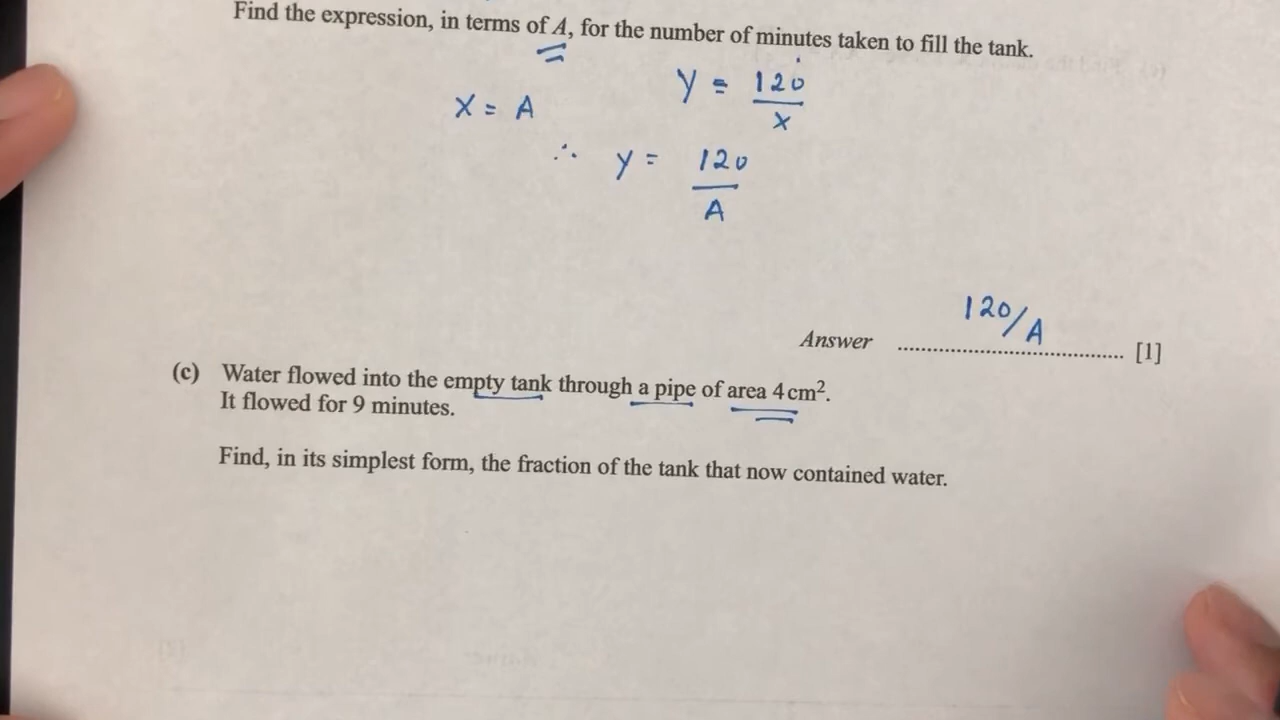 Find the expression, in terms of A, for the number of minutes taken to fill the tank.
x = A
y = 120/x
∴ y = 120/A
120/A
Answer ........................................ [1]
(c) Water flowed into the empty tank through a pipe of area 4 cm².
It flowed for 9 minutes.
Find, in its simplest form, the fraction of the tank that now contained water.